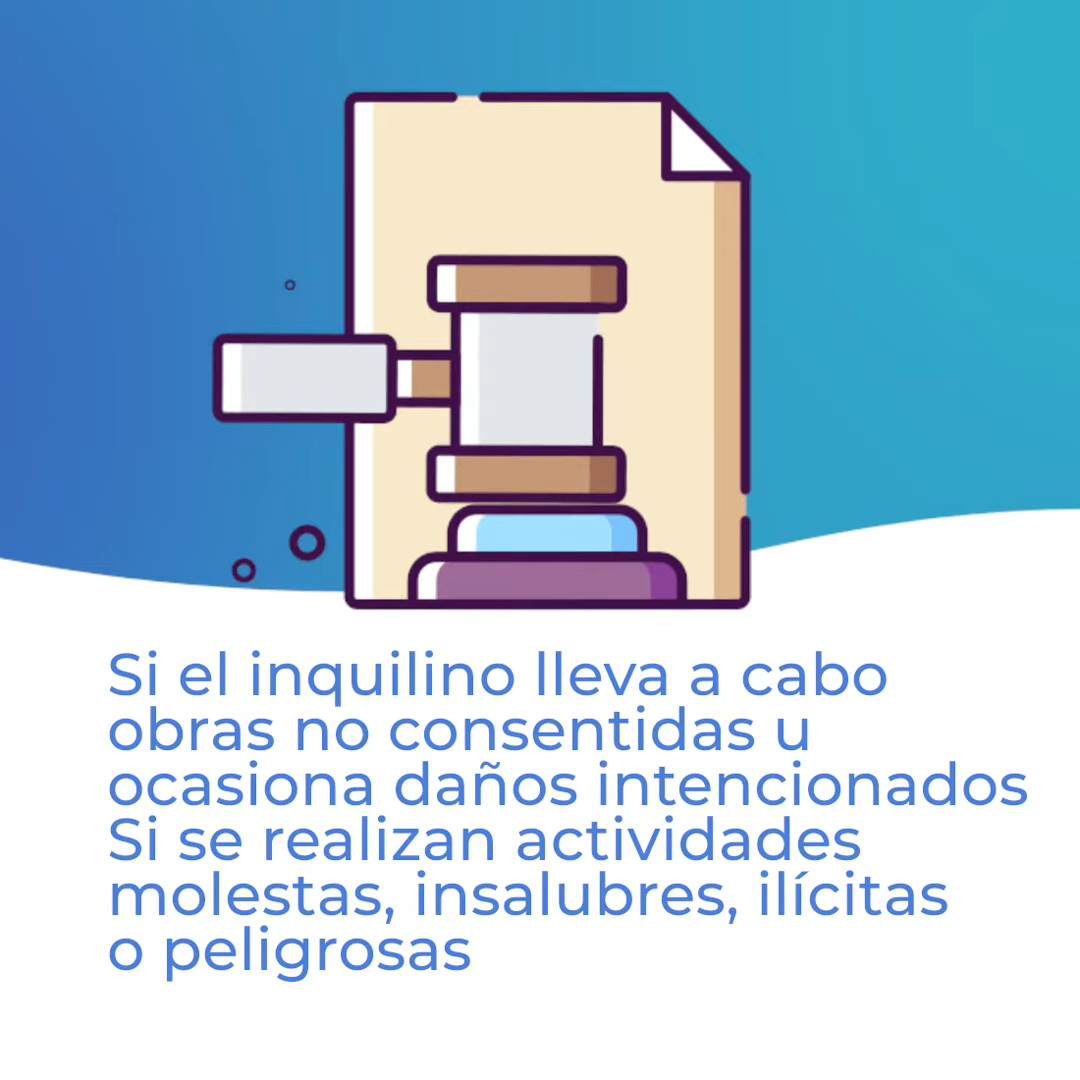 Si el inquilino lleva a cabo
obras no consentidas u
ocasiona daños intencionados
Si se realizan actividades
molestas, insalubres, ilícitas
o peligrosas